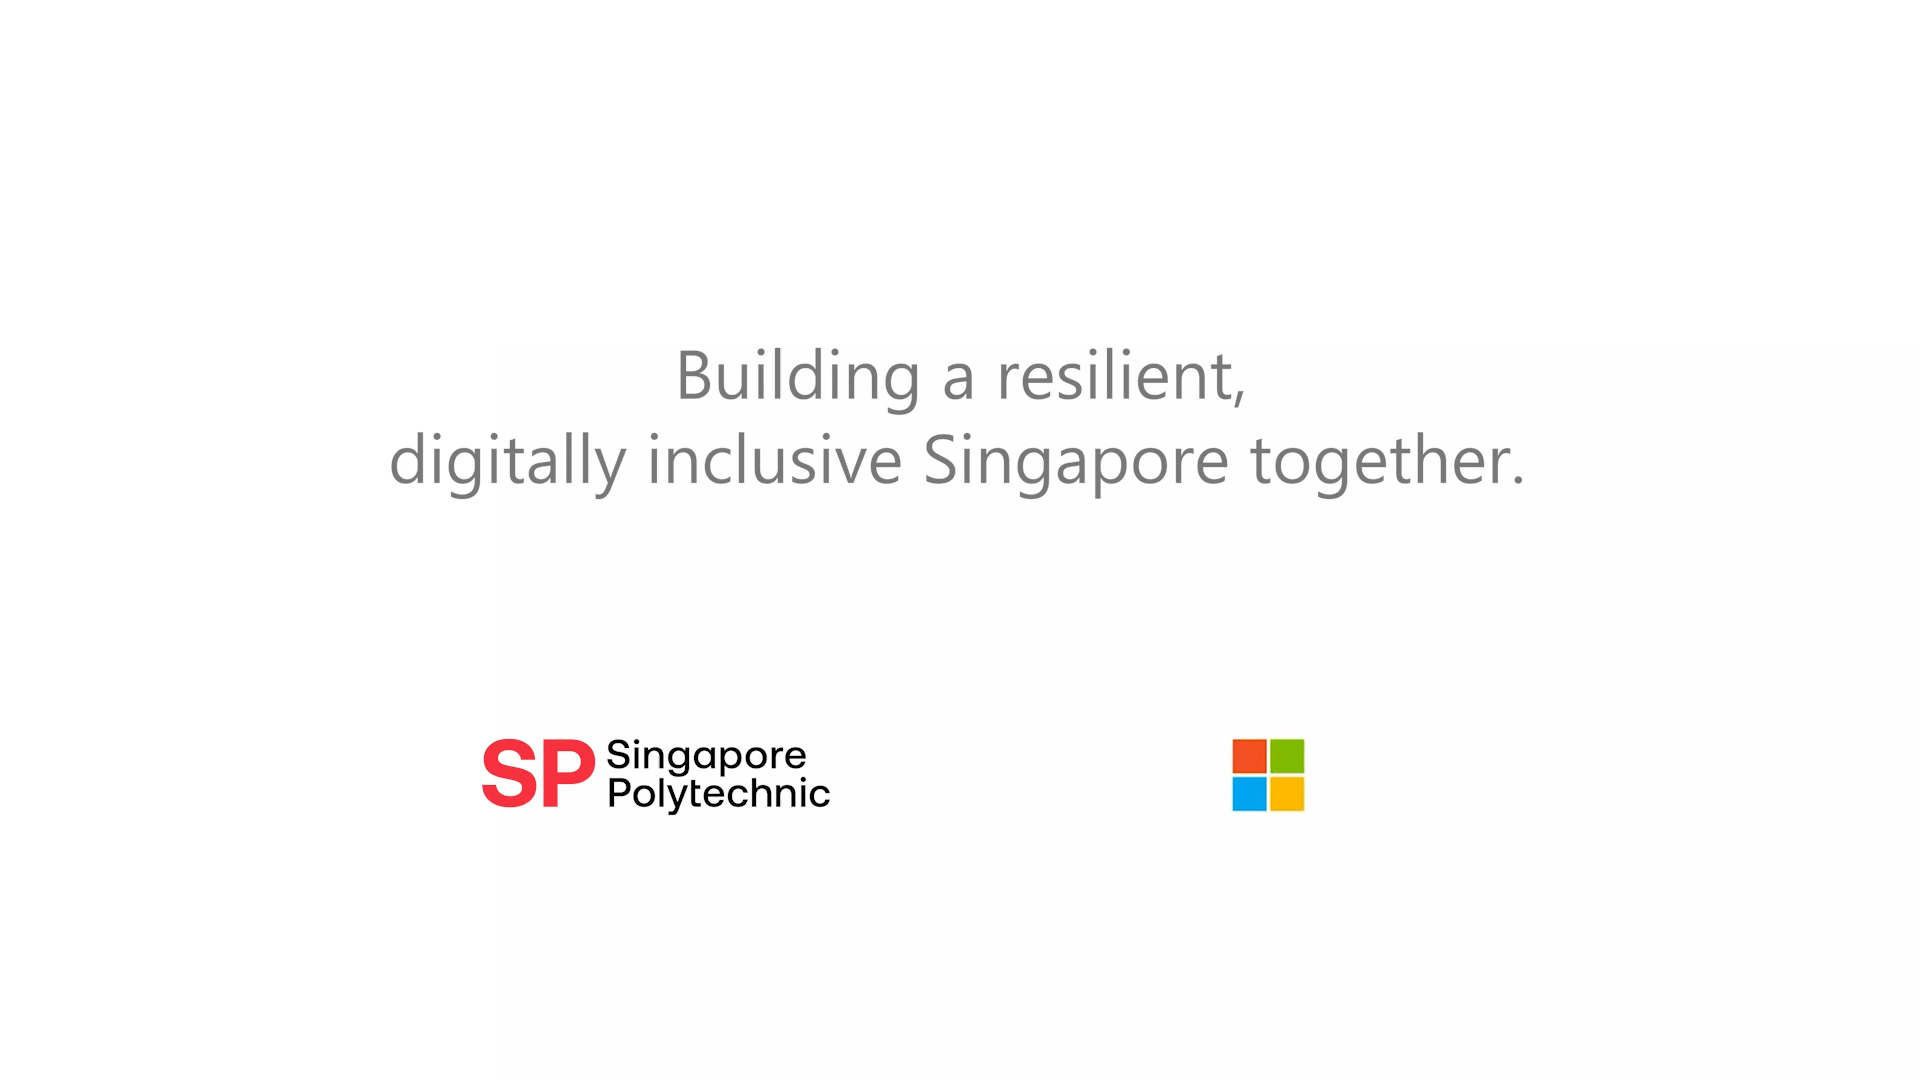 Building a resilient,
digitally inclusive Singapore together.
SP Singapore
Polytechnic